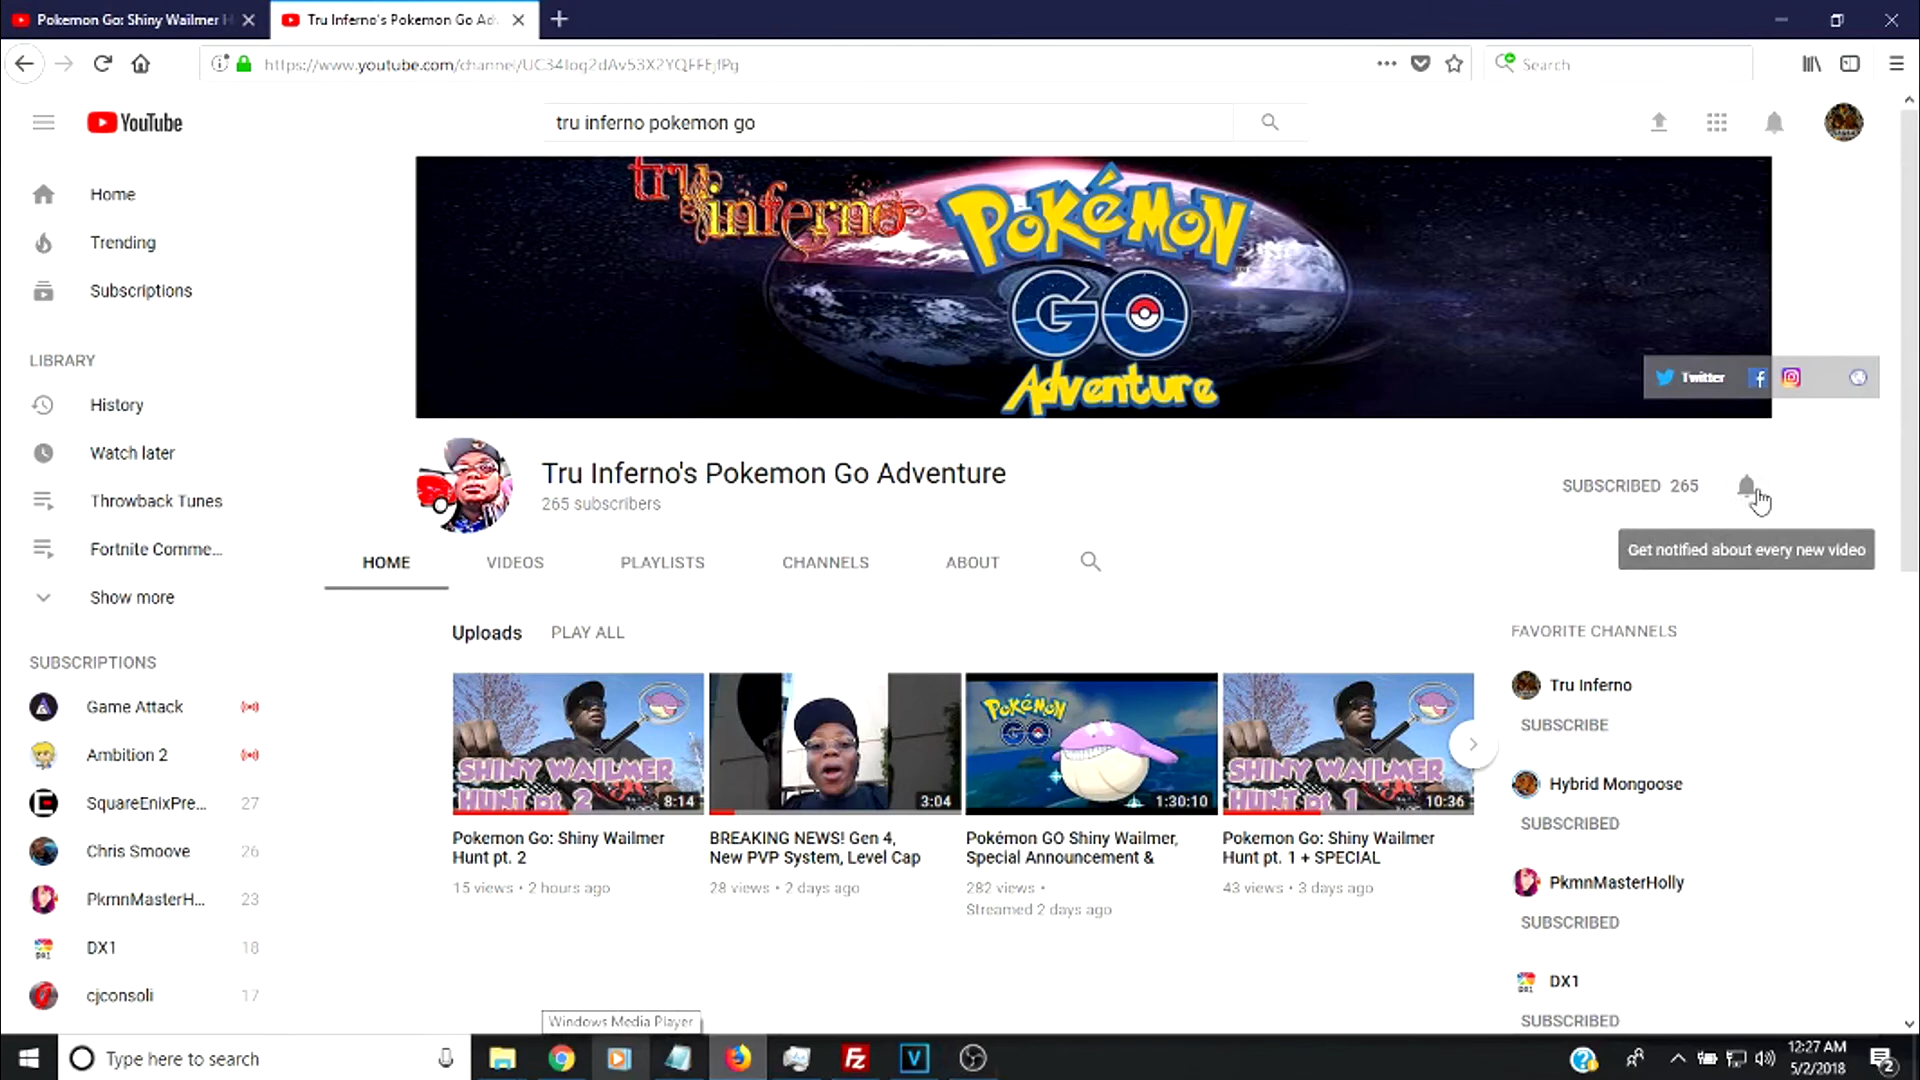 Pokemon Go: Shiny Wailmer H
Tru Inferno's Pokemon Go Ad
Search
YouTube
tru inferno pokemon go
Home
Trending
Subscriptions
LIBRARY
History
Watch later
Throwback Tunes
Fortnite Comme...
Show more
SUBSCRIPTIONS
Game Attack
Ambition 2
SquareEnixPre... 27
Chris Smoove 26
PkmnMasterH... 23
DX1 18
cjconsoli 17
tru inferno
POKÉMON
GO
Adventure
Twitter
Tru Inferno's Pokemon Go Adventure
265 subscribers
SUBSCRIBED 265
Get notified about every new video
HOME VIDEOS PLAYLISTS CHANNELS ABOUT
Uploads PLAY ALL
SHINY WAILMER
HUNT pt 2
8:14
Pokemon Go: Shiny Wailmer
Hunt pt. 2
15 views • 2 hours ago
3:04
BREAKING NEWS! Gen 4,
New PVP System, Level Cap
28 views • 2 days ago
POKÉMON
GO
1:30:10
Pokémon GO Shiny Wailmer,
Special Announcement &
282 views •
Streamed 2 days ago
SHINY WAILMER
HUNT pt 1
10:36
Pokemon Go: Shiny Wailmer
Hunt pt. 1 + SPECIAL
43 views • 3 days ago
FAVORITE CHANNELS
Tru Inferno
SUBSCRIBE
Hybrid Mongoose
SUBSCRIBED
PkmnMasterHolly
SUBSCRIBED
DX1
SUBSCRIBED
Windows Media Player
Type here to search
12:27 AM
5/2/2018
2